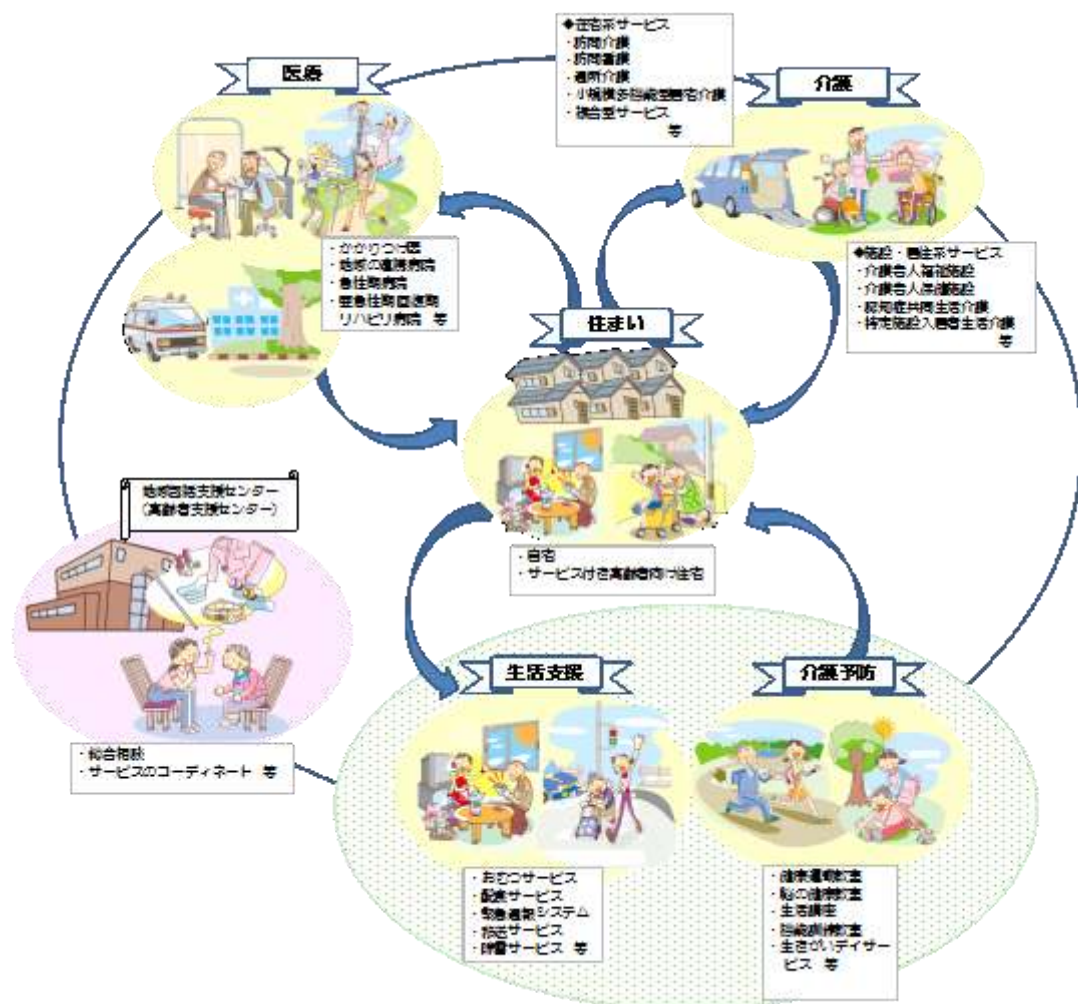 医療
◆在宅系サービス
・訪問介護
・訪問看護
・通所介護
・小規模多機能型居宅介護
・複合型サービス
等
介護
・かかりつけ医
・地域の連携病院
・急性期病院
・亜急性期回復期
リハビリ病院 等
◆施設・居住系サービス
・介護老人福祉施設
・介護老人保健施設
・認知症共同生活介護
・特定施設入居者生活介護
等
住まい
・自宅
・サービス付き高齢者向け住宅
地域包括支援センター
(高齢者支援センター)
・総合相談
・サービスのコーディネート 等
生活支援
・おむつサービス
・配食サービス
・緊急通報システム
・移送サービス
・除雪サービス 等
介護予防
・健康運動教室
・脳の健康教室
・生活講座
・機能訓練教室
・生きがいデイサー
ビス 等